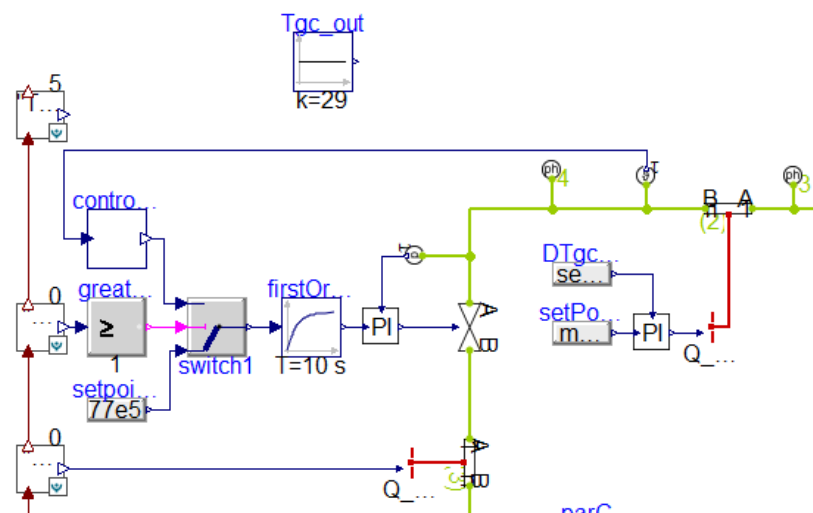 Tgc_out
k=29
5
"T...
ph
4
ph
3
contro...
B A
(2)
DTgc...
se...
0
great...
firstOr...
...
≥
1
PI
A
B
setPo...
m...
PI
Q_...
switch1
T=10 s
setpoi...
77e5
0
...
A
B
(3)
Q_...
parC